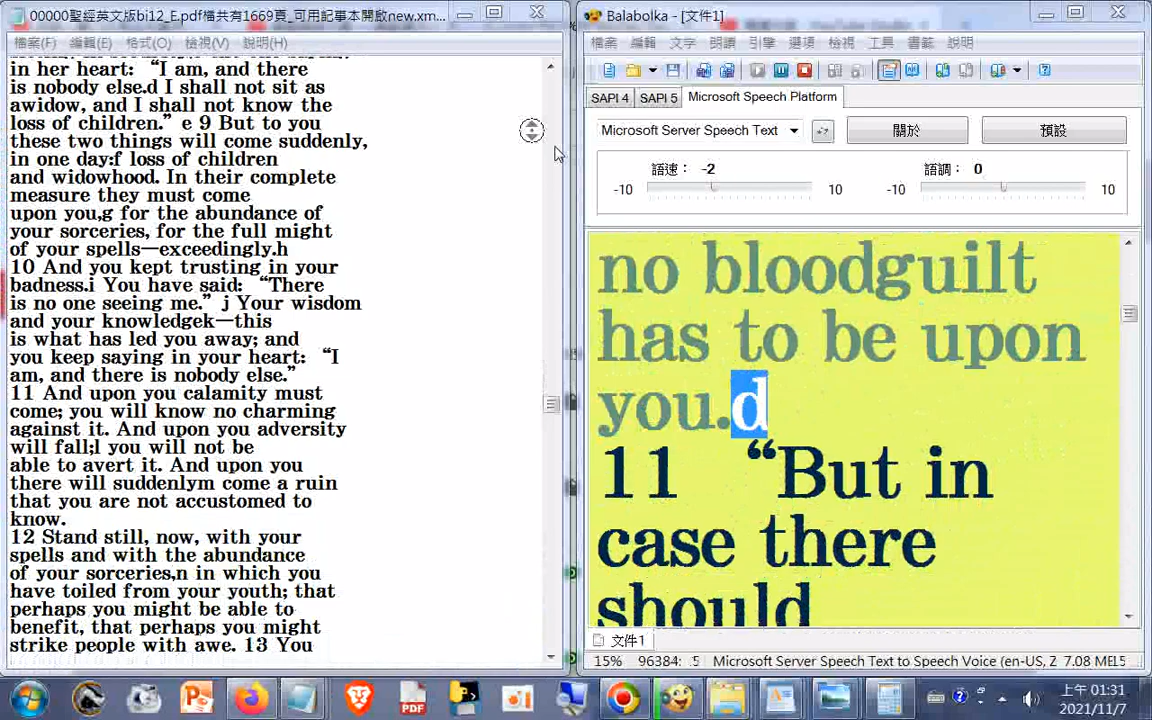 00000聖經英文版bi12_E.pdf檔共有1669頁_可用記事本開啟new.xm...
檔案(F) 編輯(E) 格式(O) 檢視(V) 說明(H)
in her heart: “I am, and there
is nobody else.d I shall not sit as
awidow, and I shall not know the
loss of children.” e 9 But to you
these two things will come suddenly,
in one day:f loss of children
and widowhood. In their complete
measure they must come
upon you,g for the abundance of
your sorceries, for the full might
of your spells—exceedingly.h
10 And you kept trusting in your
badness.i You have said: “There
is no one seeing me.” j Your wisdom
and your knowledgek—this
is what has led you away; and
you keep saying in your heart: “I
am, and there is nobody else.”
11 And upon you calamity must
come; you will know no charming
against it. And upon you adversity
will fall;l you will not be
able to avert it. And upon you
there will suddenlym come a ruin
that you are not accustomed to
know.
12 Stand still, now, with your
spells and with the abundance
of your sorceries,n in which you
have toiled from your youth; that
perhaps you might be able to
benefit, that perhaps you might
strike people with awe. 13 You
Balabolka - [文件1]
檔案 編輯 文字 朗讀 引擎 選項 檢視 工具 書籤 說明
SAPI 4 SAPI 5 Microsoft Speech Platform
Microsoft Server Speech Text 關於 預設
語速： -2 語調： 0
-10 10 -10 10
no bloodguilt
has to be upon
you.d
11 “But in
case there
should
文件1
15% 96384: .5 Microsoft Server Speech Text to Speech Voice (en-US, Z 7.08 ME15
上午 01:31
2021/11/7